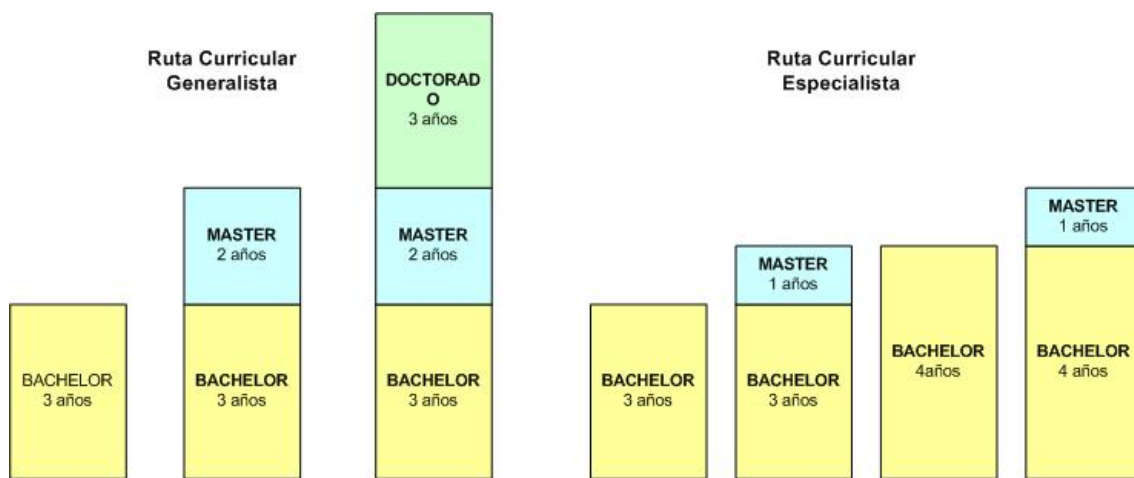 Ruta Curricular
Generalista
Ruta Curricular
Especialista
DOCTORAD
O
3 años
MASTER
2 años
MASTER
2 años
MASTER
1 años
MASTER
1 años
BACHELOR
3 años
BACHELOR
3 años
BACHELOR
3 años
BACHELOR
3 años
BACHELOR
3 años
BACHELOR
4años
BACHELOR
4 años